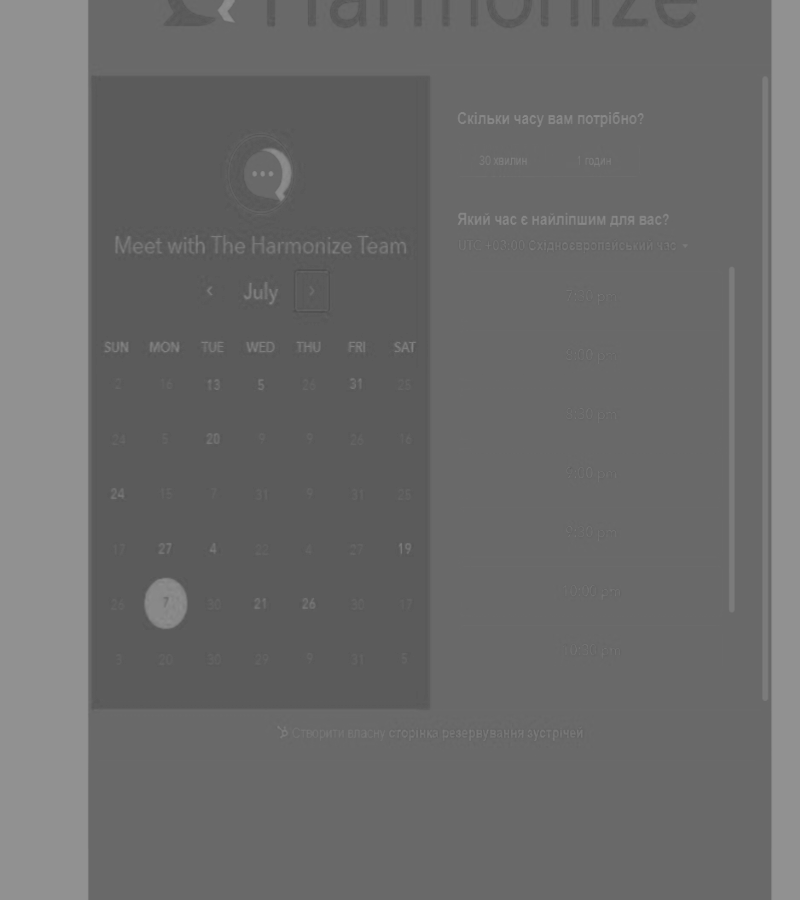 Harmonize
Meet with The Harmonize Team
July
SUN MON TUE WED THU FRI SAT
2 16 13 5 26 31 25
24 5 20 9 9 26 16
24 15 7 31 9 31 25
17 27 4 22 4 27 19
26 7 30 21 26 30 17
3 20 30 29 9 31 5
Скільки часу вам потрібно?
30 хвилин 1 годин
Який час є найліпшим для вас?
UTC +02:00 Східноєвропейський час
7:30 pm
8:00 pm
8:30 pm
9:00 pm
9:30 pm
10:00 pm
10:30 pm
Створити власну сторінка резервування зустрічей